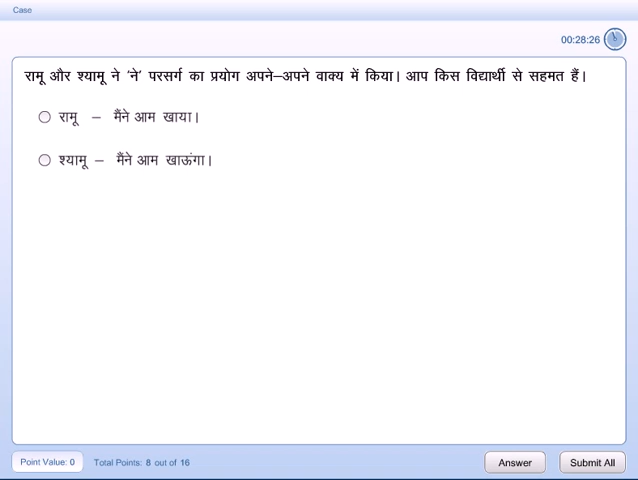 Case
00:28:26
रामू और श्यामू ने ‘ने’ परसर्ग का प्रयोग अपने–अपने वाक्य में किया। आप किस विद्यार्थी से सहमत हैं।
रामू – मैंने आम खाया।
श्यामू – मैंने आम खाऊंगा।
Point Value: 0 Total Points: 8 out of 16 Answer Submit All